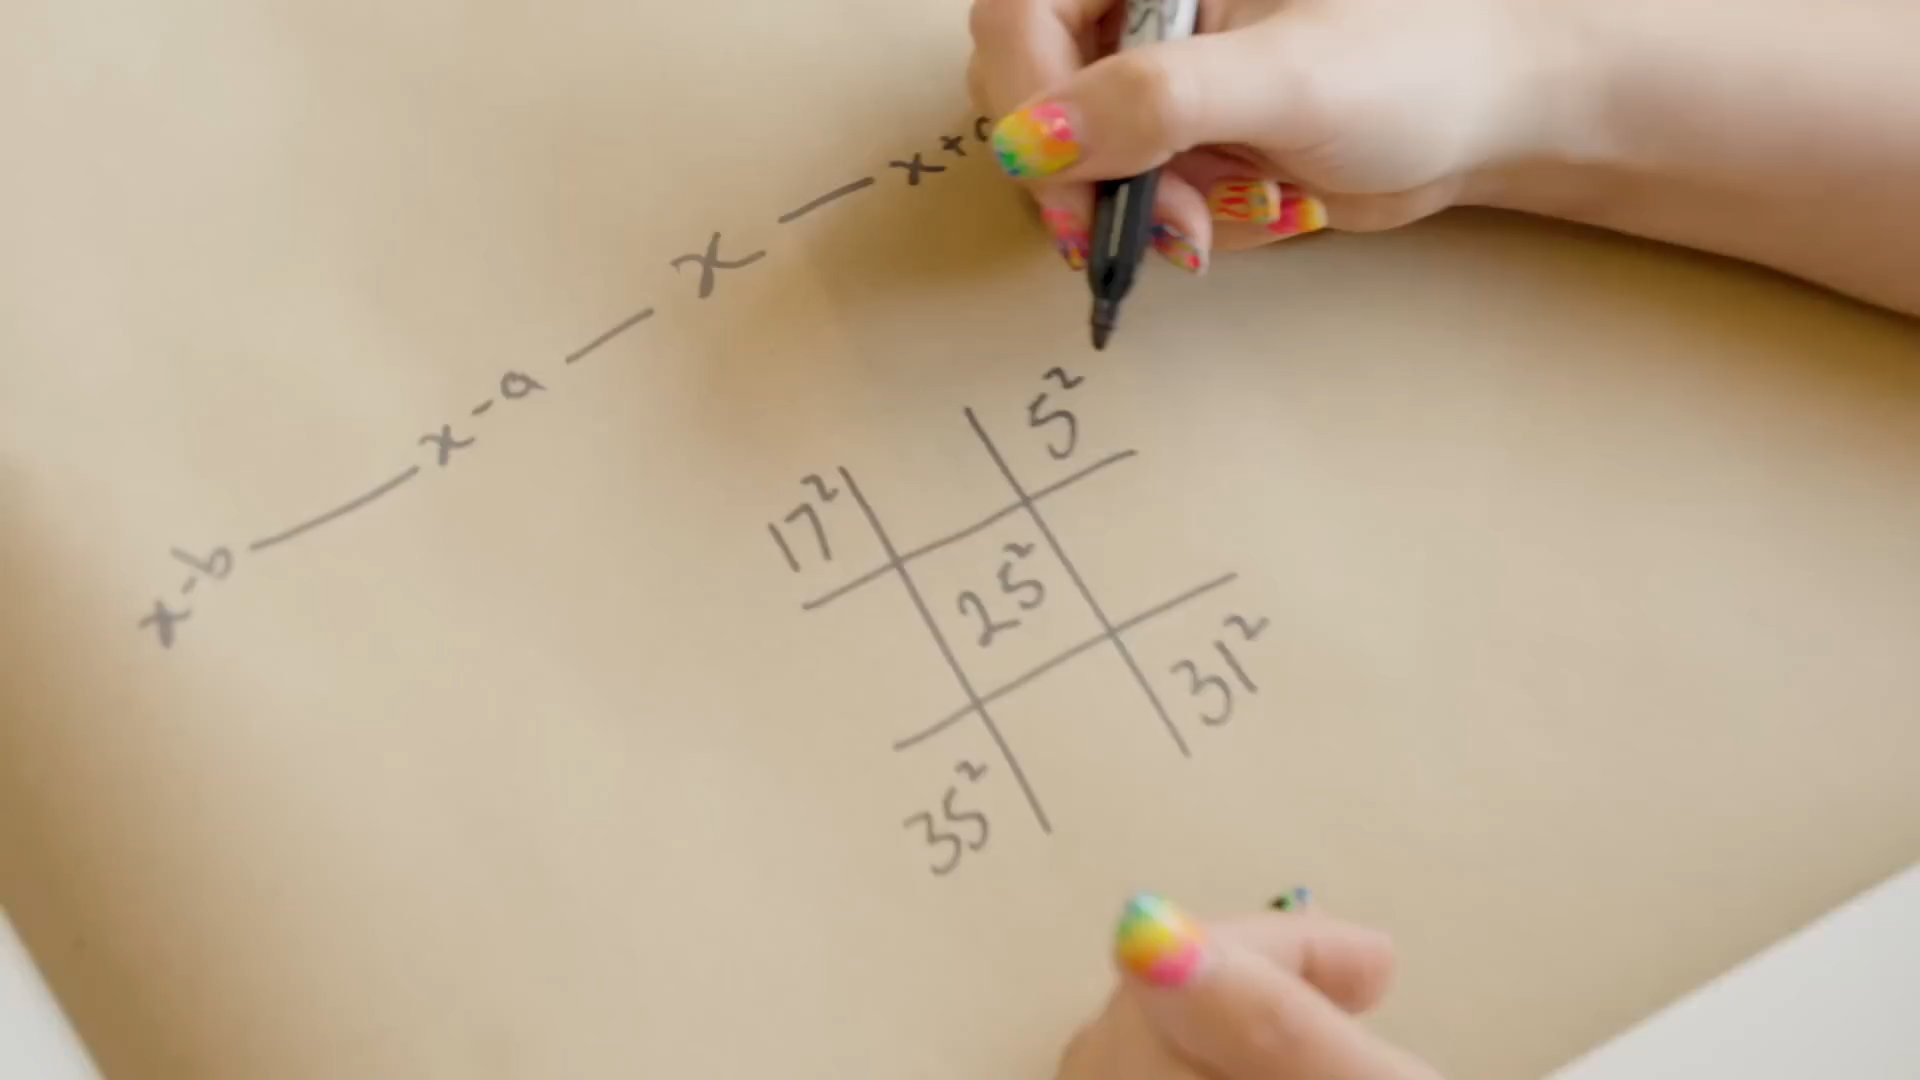 x-b — x-a — x — x+
17² 5²
25²
35² 31²